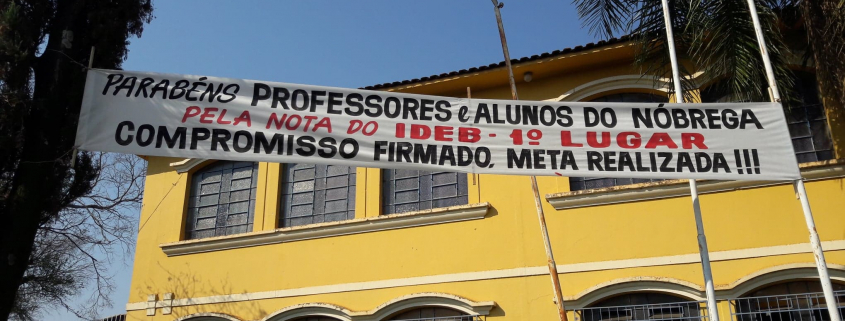 PARABÉNS PROFESSORES e ALUNOS DO NÓBREGA
PELA NOTA DO IDEB - 1º LUGAR
COMPROMISSO FIRMADO, META REALIZADA!!!